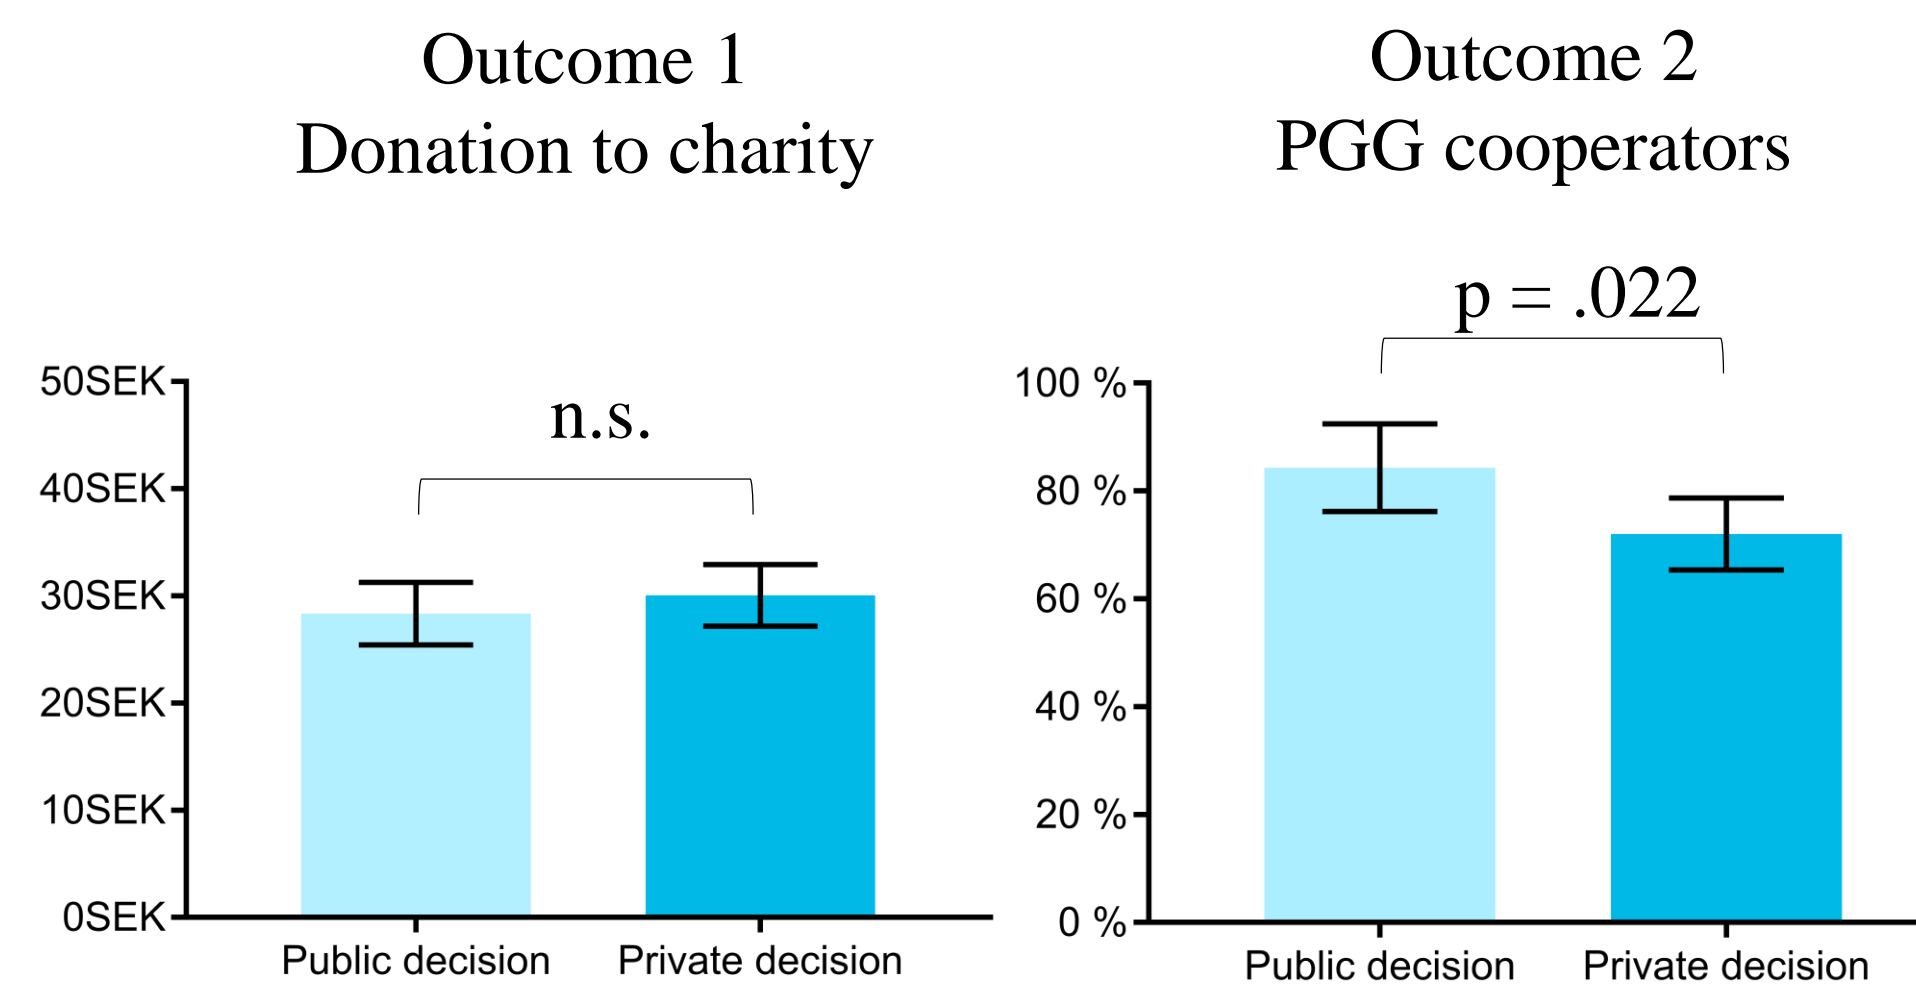 Outcome 1
Donation to charity
n.s.
50SEK
40SEK
30SEK
20SEK
10SEK
0SEK
Public decision
Private decision
Outcome 2
PGG cooperators
p = .022
100 %
80 %
60 %
40 %
20 %
0 %
Public decision
Private decision